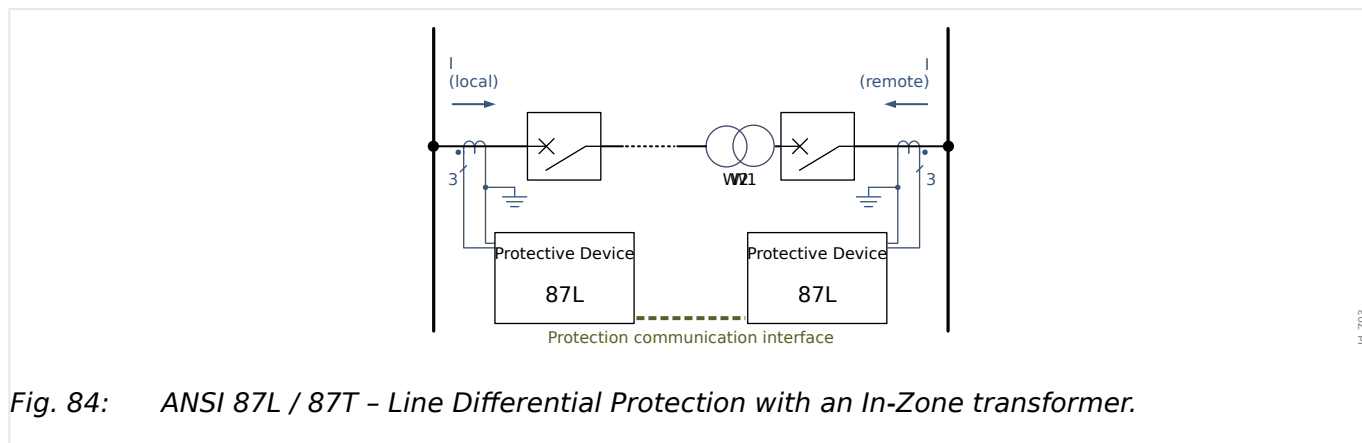 I
(local)
I
(remote)
3
3
W2
W1
Protective Device
87L
Protective Device
87L
Protection communication interface
Fig. 84: ANSI 87L / 87T – Line Differential Protection with an In-Zone transformer.